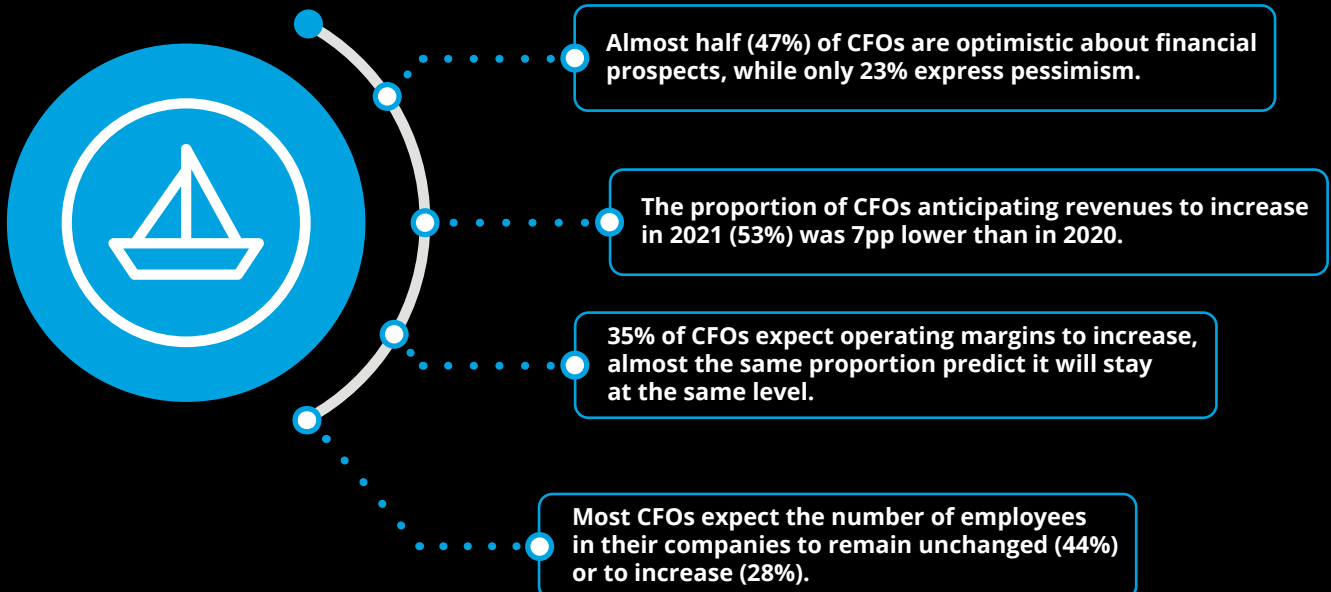 Almost half (47%) of CFOs are optimistic about financial
prospects, while only 23% express pessimism.
The proportion of CFOs anticipating revenues to increase
in 2021 (53%) was 7pp lower than in 2020.
35% of CFOs expect operating margins to increase,
almost the same proportion predict it will stay
at the same level.
Most CFOs expect the number of employees
in their companies to remain unchanged (44%)
or to increase (28%).